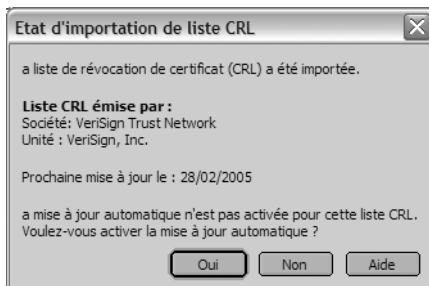 Etat d'importation de liste CRL
a liste de révocation de certificat (CRL) a été importée.
Liste CRL émise par :
Société: VeriSign Trust Network
Unité : VeriSign, Inc.
Prochaine mise à jour le : 28/02/2005
a mise à jour automatique n'est pas activée pour cette liste CRL.
Voulez-vous activer la mise à jour automatique ?
Oui Non Aide